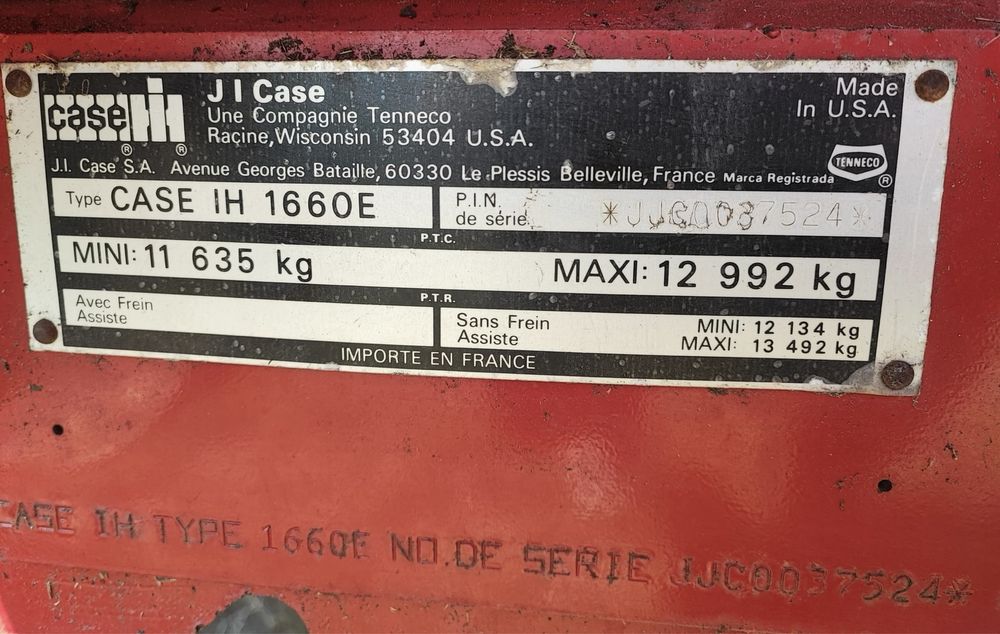 case IH
® ®
J I Case
Une Compagnie Tenneco
Racine, Wisconsin 53404 U.S.A.
Made
In U.S.A.
TENNECO
®
J.I. Case S.A. Avenue Georges Bataille, 60330 Le Plessis Belleville, France Marca Registrada
Type CASE IH 1660E
P.I.N.
de série *JJC0037524*
P.T.C.
MINI: 11 635 kg MAXI: 12 992 kg
P.T.R.
Avec Frein
Assiste
Sans Frein
Assiste
MINI: 12 134 kg
MAXI: 13 492 kg
IMPORTE EN FRANCE
CASE IH TYPE 1660E NO.DE SERIE JJC0037524*